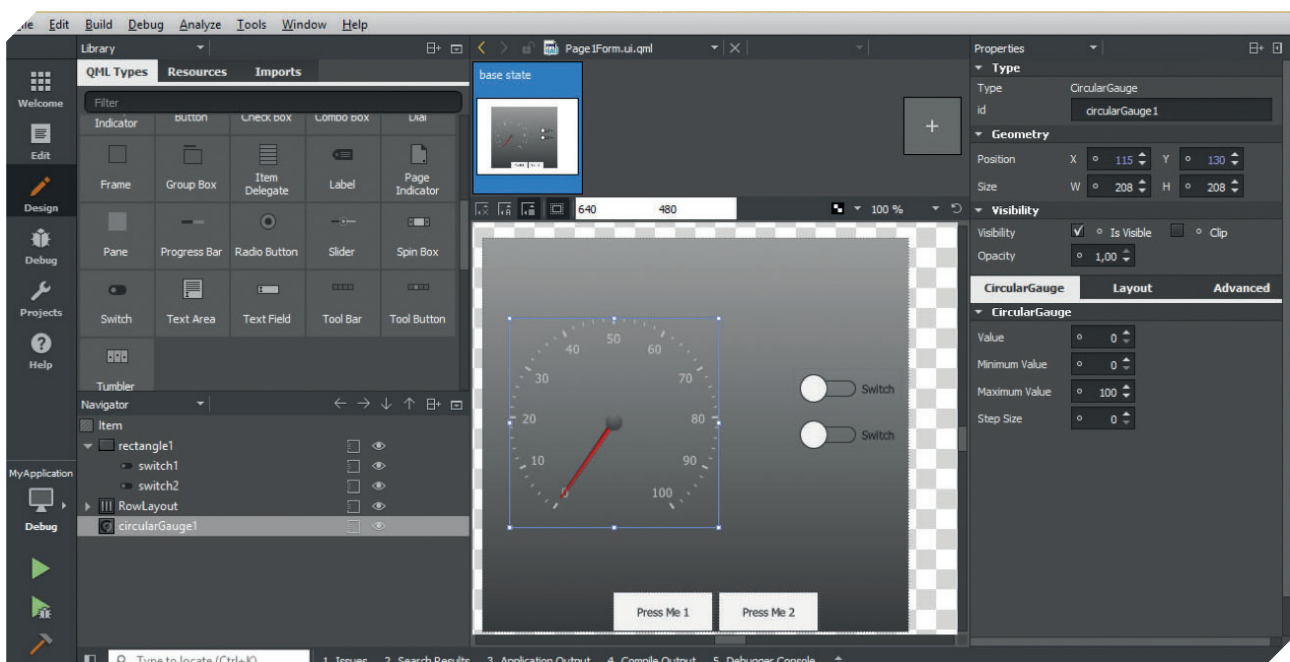 Edit Build Debug Analyze Tools Window Help
Library
Page1Form.ui.qml
Properties
QML Types Resources Imports
Filter
Indicator Button Check Box Combo Box Dial
Frame Group Box Item Delegate Label Page Indicator
Pane Progress Bar Radio Button Slider Spin Box
Switch Text Area Text Field Tool Bar Tool Button
Tumbler
Welcome
Edit
Design
Debug
Projects
Help
MyApplication
Debug
Navigator
Item
rectangle1
switch1
switch2
RowLayout
circularGauge1
base state
+
640 480
100 %
0 10 20 30 40 50 60 70 80 90 100
Switch
Switch
Press Me 1 Press Me 2
Type
Type CircularGauge
id circularGauge1
Geometry
Position X 115 Y 130
Size W 208 H 208
Visibility
Visibility Is Visible Clip
Opacity 1,00
CircularGauge Layout Advanced
CircularGauge
Value 0
Minimum Value 0
Maximum Value 100
Step Size 0
Type to locate (Ctrl+K) 1 Issues 2 Search Results 3 Application Output 4 Compile Output 5 Debugger Console